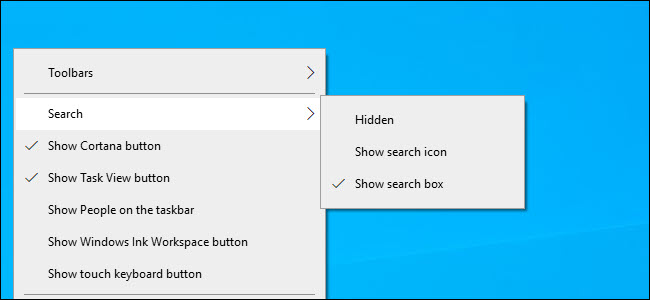 Toolbars
Search
Show Cortana button
Show Task View button
Show People on the taskbar
Show Windows Ink Workspace button
Show touch keyboard button
Hidden
Show search icon
Show search box